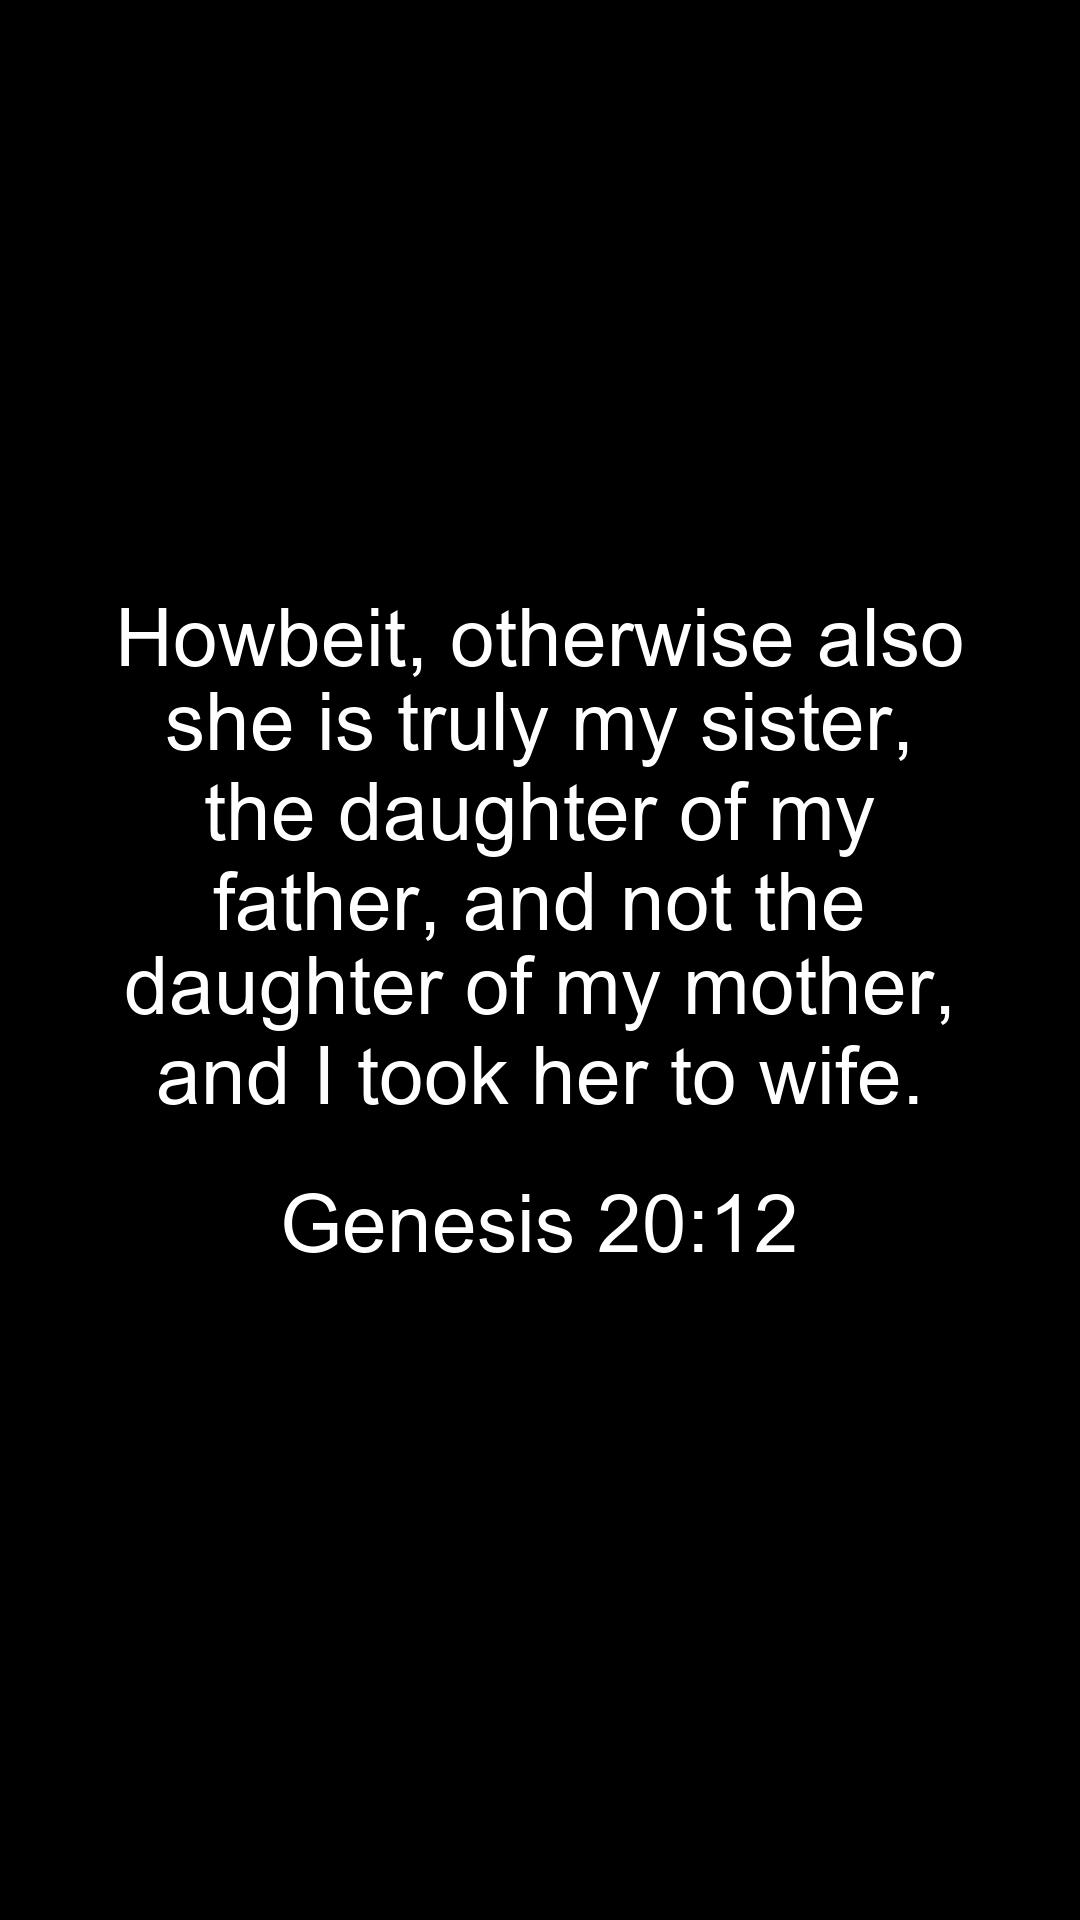 Howbeit, otherwise also
she is truly my sister,
the daughter of my
father, and not the
daughter of my mother,
and I took her to wife.
Genesis 20:12